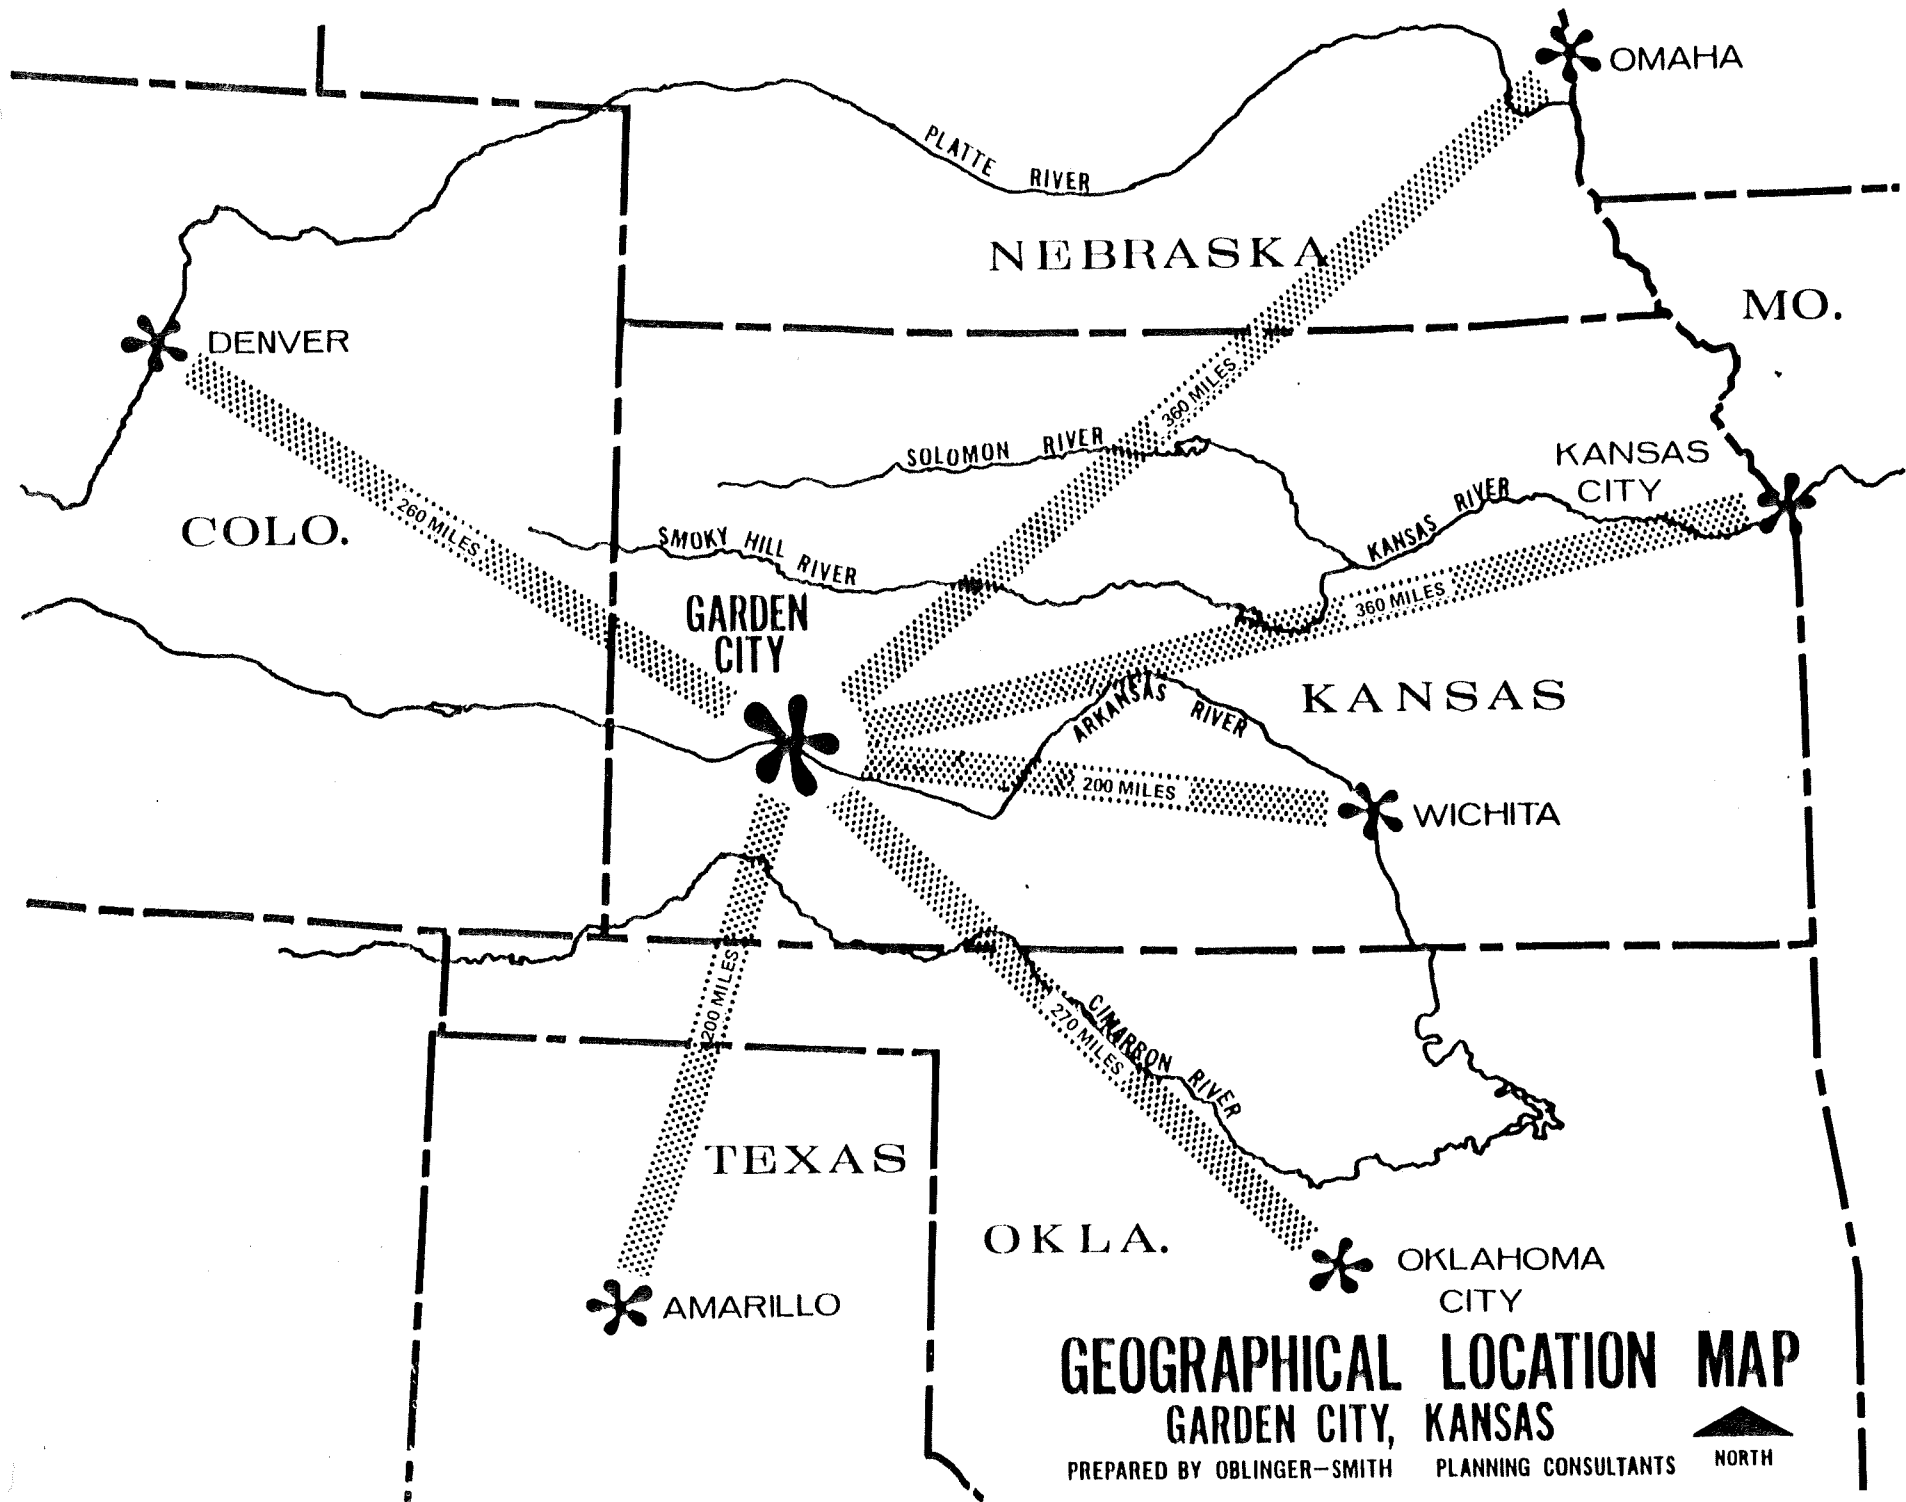 OMAHA
PLATTE RIVER
NEBRASKA
MO.
DENVER
360 MILES
SOLOMON RIVER
KANSAS
CITY
KANSAS RIVER
260 MILES
COLO.
SMOKY HILL RIVER
GARDEN
CITY
360 MILES
KANSAS
ARKANSAS RIVER
200 MILES
WICHITA
200 MILES
CIMARRON RIVER
270 MILES
TEXAS
OKLA.
OKLAHOMA
CITY
AMARILLO
GEOGRAPHICAL LOCATION MAP
GARDEN CITY, KANSAS
PREPARED BY OBLINGER-SMITH PLANNING CONSULTANTS
NORTH